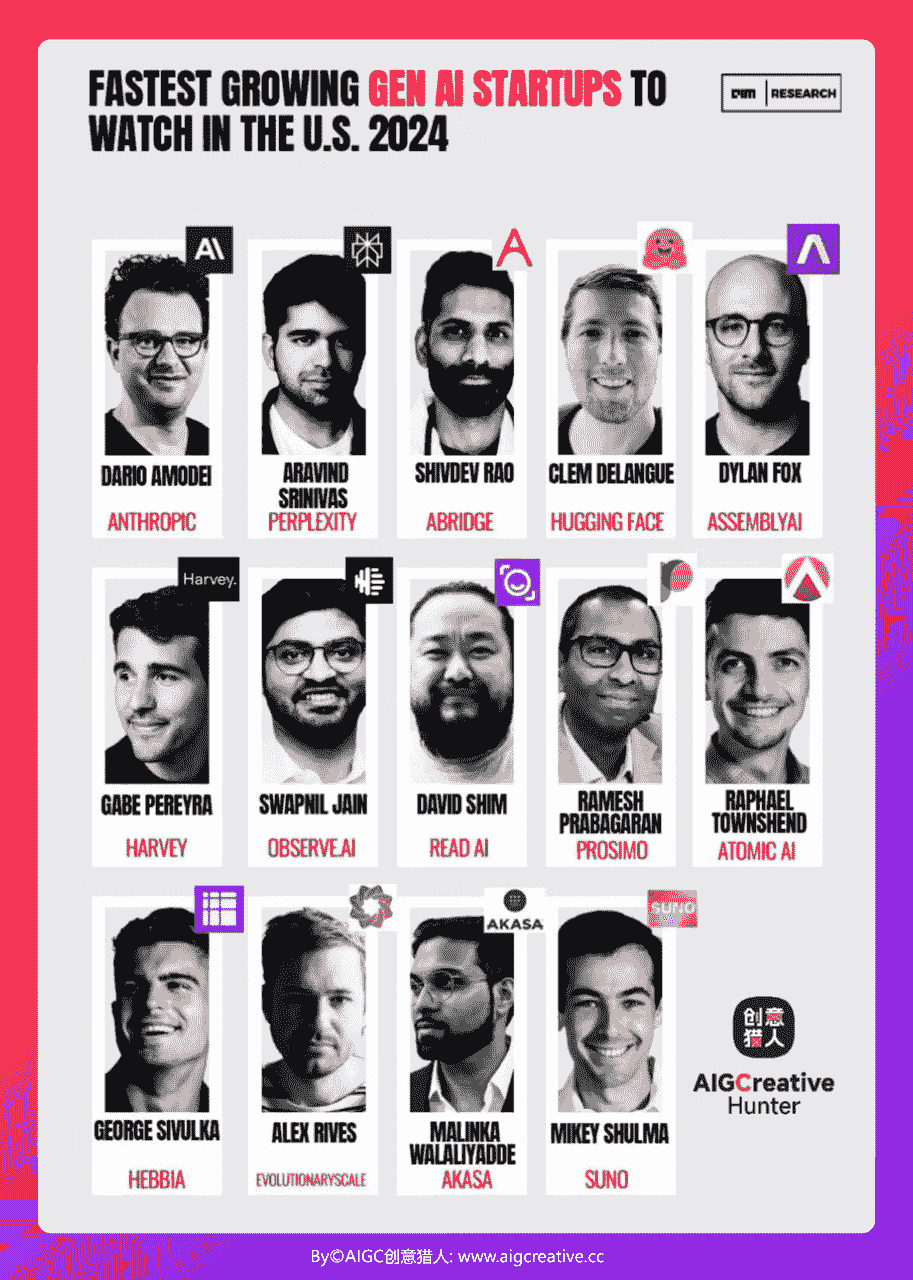 FASTEST GROWING GEN AI STARTUPS TO
WATCH IN THE U.S. 2024
AIM | RESEARCH
A\
DARIO AMODEI
ANTHROPIC
ARAVIND
SRINIVAS
PERPLEXITY
SHIVDEV RAO
ABRIDGE
CLEM DELANGUE
HUGGING FACE
DYLAN FOX
ASSEMBLYAI
Harvey.
GABE PEREYRA
HARVEY
SWAPNIL JAIN
OBSERVE.AI
DAVID SHIM
READ AI
RAMESH
PRABAGARAN
PROSIMO
RAPHAEL
TOWNSHEND
ATOMIC AI
GEORGE SIVULKA
HEBBIA
ALEX RIVES
EVOLUTIONARYSCALE
AKASA
MALINKA
WALALIYADDE
AKASA
SUNO
MIKEY SHULMA
SUNO
创意
猎人
AIGCreative
Hunter
By©AIGC创意猎人: www.aigcreative.cc